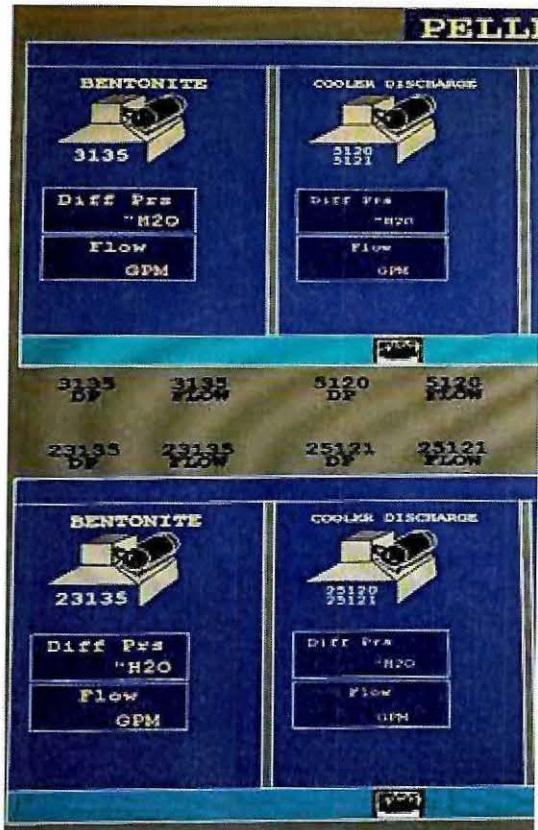 PELL
BENTONITE
3135
Diff Prs
"H2O
Flow
GPM
COOLER DISCHARGE
5120
5121
Diff Prs
"H2O
Flow
GPM
3135 DP
3135 FLOW
5120 DP
5120 FLOW
23135 DP
23135 FLOW
25121 DP
25121 FLOW
BENTONITE
23135
Diff Prs
"H2O
Flow
GPM
COOLER DISCHARGE
25120
25121
Diff Prs
"H2O
Flow
GPM